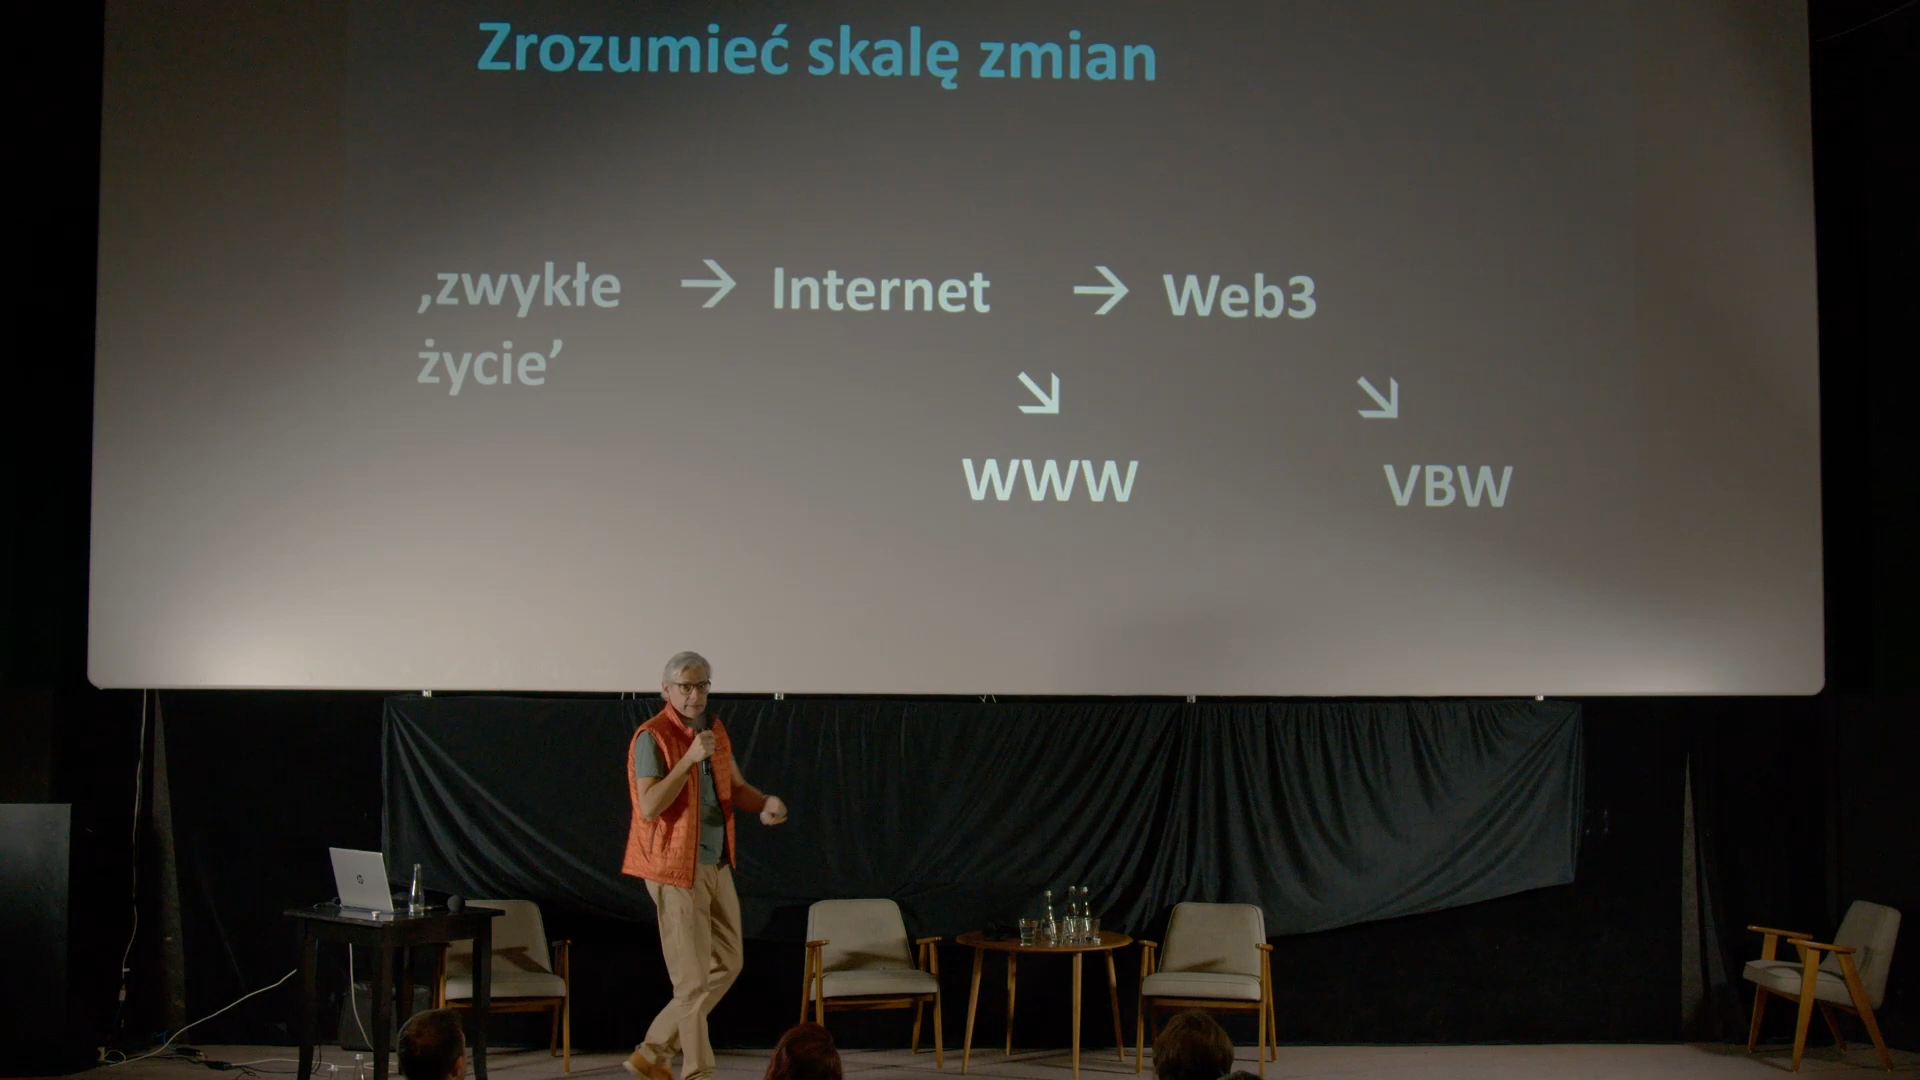 Zrozumieć skalę zmian
‚zwykłe → Internet → Web3
życie’
↘ ↘
WWW VBW